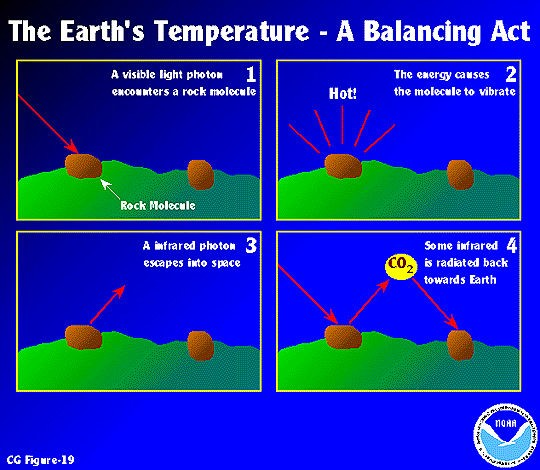 The Earth's Temperature - A Balancing Act
A visible light photon 1
encounters a rock molecule
Rock Molecule
The energy causes 2
the molecule to vibrate
Hot!
A infrared photon 3
escapes into space
Some infrared 4
is radiated back
towards Earth
CO2
NOAA
CG Figure-19